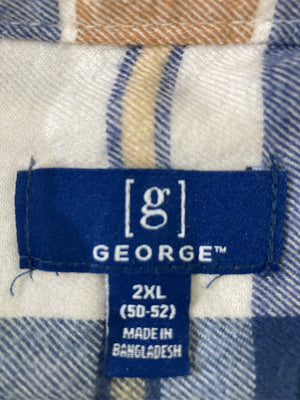 [g]
GEORGE™
2XL
(50-52)
MADE IN
BANGLADESH